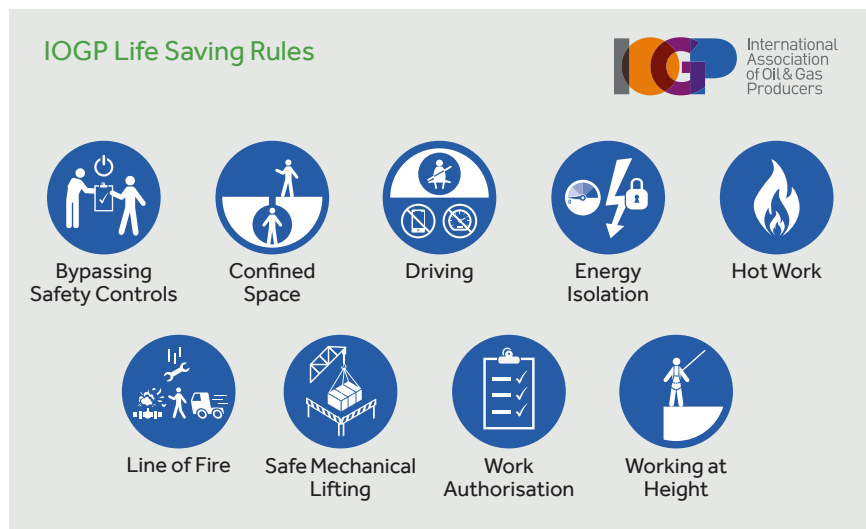 IOGP Life Saving Rules
IOGP
International
Association
of Oil & Gas
Producers
Bypassing
Safety Controls
Confined
Space
Driving
Energy
Isolation
Hot Work
Line of Fire
Safe Mechanical
Lifting
Work
Authorisation
Working at
Height